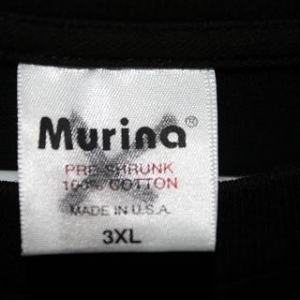 Murina®
PRE-SHRUNK
100% COTTON
MADE IN U.S.A.
3XL